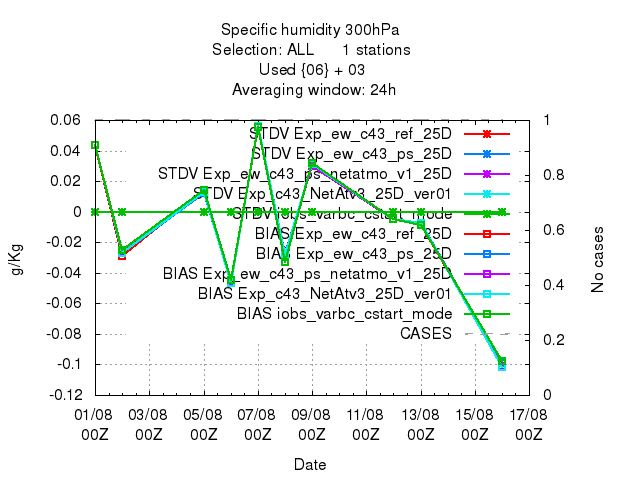 Specific humidity 300hPa
Selection: ALL 1 stations
Used {06} + 03
Averaging window: 24h
0.06
0.04
0.02
0
-0.02
-0.04
-0.06
-0.08
-0.1
-0.12
g/Kg
1
0.8
0.6
0.4
0.2
0
No cases
STDV Exp_ew_c43_ref_25D
STDV Exp_ew_c43_ps_25D
STDV Exp_ew_c43_ps_netatmo_v1_25D
STDV Exp_c43_NetAtv3_25D_ver01
STDV iobs_varbc_cstart_mode
BIAS Exp_ew_c43_ref_25D
BIAS Exp_ew_c43_ps_25D
BIAS Exp_ew_c43_ps_netatmo_v1_25D
BIAS Exp_c43_NetAtv3_25D_ver01
BIAS iobs_varbc_cstart_mode
CASES
01/08 03/08 05/08 07/08 09/08 11/08 13/08 15/08 17/08
00Z 00Z 00Z 00Z 00Z 00Z 00Z 00Z 00Z
Date